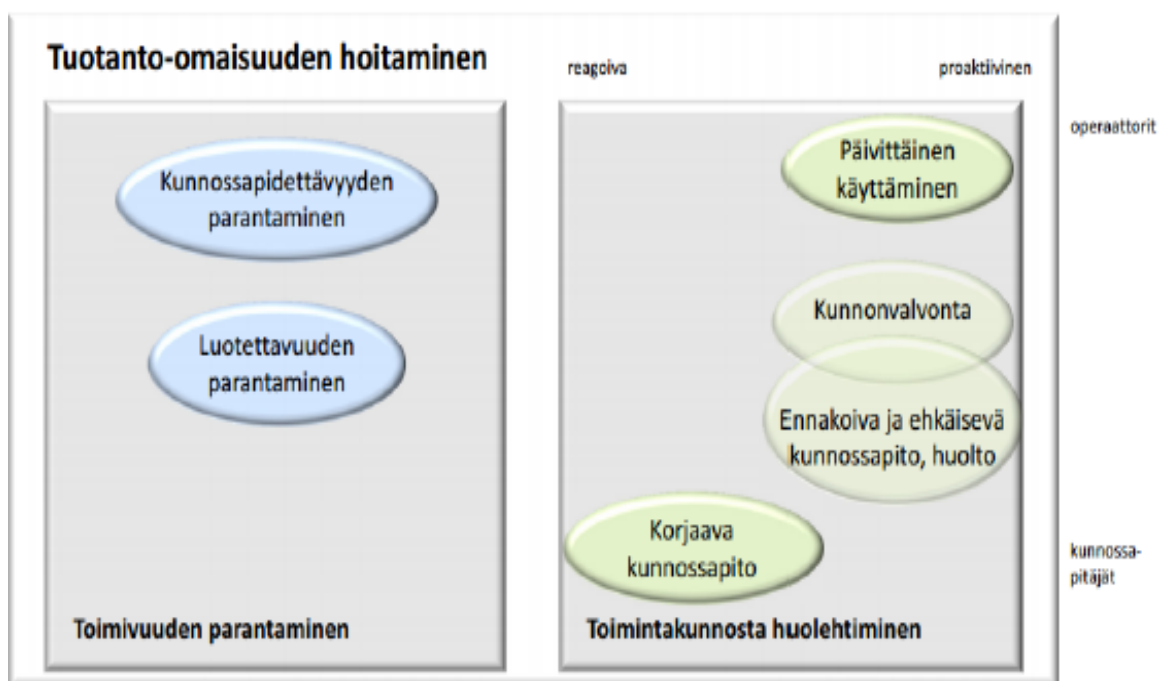 Tuotanto-omaisuuden hoitaminen
reagoiva
proaktiivinen
operaattorit
Kunnossapidettävyyden
parantaminen
Luotettavuuden
parantaminen
Toimivuuden parantaminen
Päivittäinen
käyttäminen
Kunnonvalvonta
Ennakoiva ja ehkäisevä
kunnossapito, huolto
Korjaava
kunnossapito
Toimintakunnosta huolehtiminen
kunnossa-
pitäjät